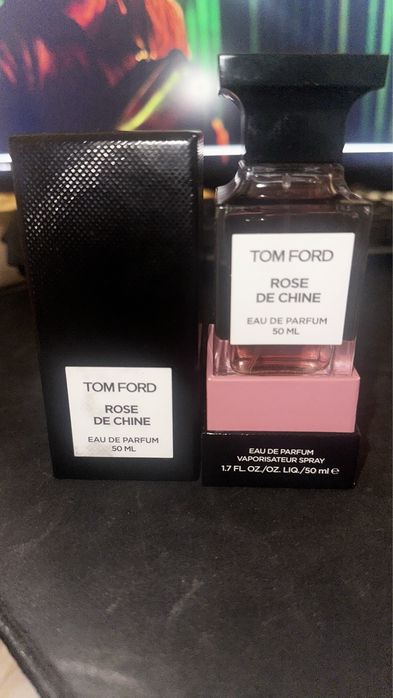 TOM FORD
ROSE
DE CHINE
EAU DE PARFUM
50 ML
TOM FORD
ROSE
DE CHINE
EAU DE PARFUM
50 ML
EAU DE PARFUM
VAPORISATEUR SPRAY
1.7 FL. OZ./OZ. LIQ./50 ml ℮